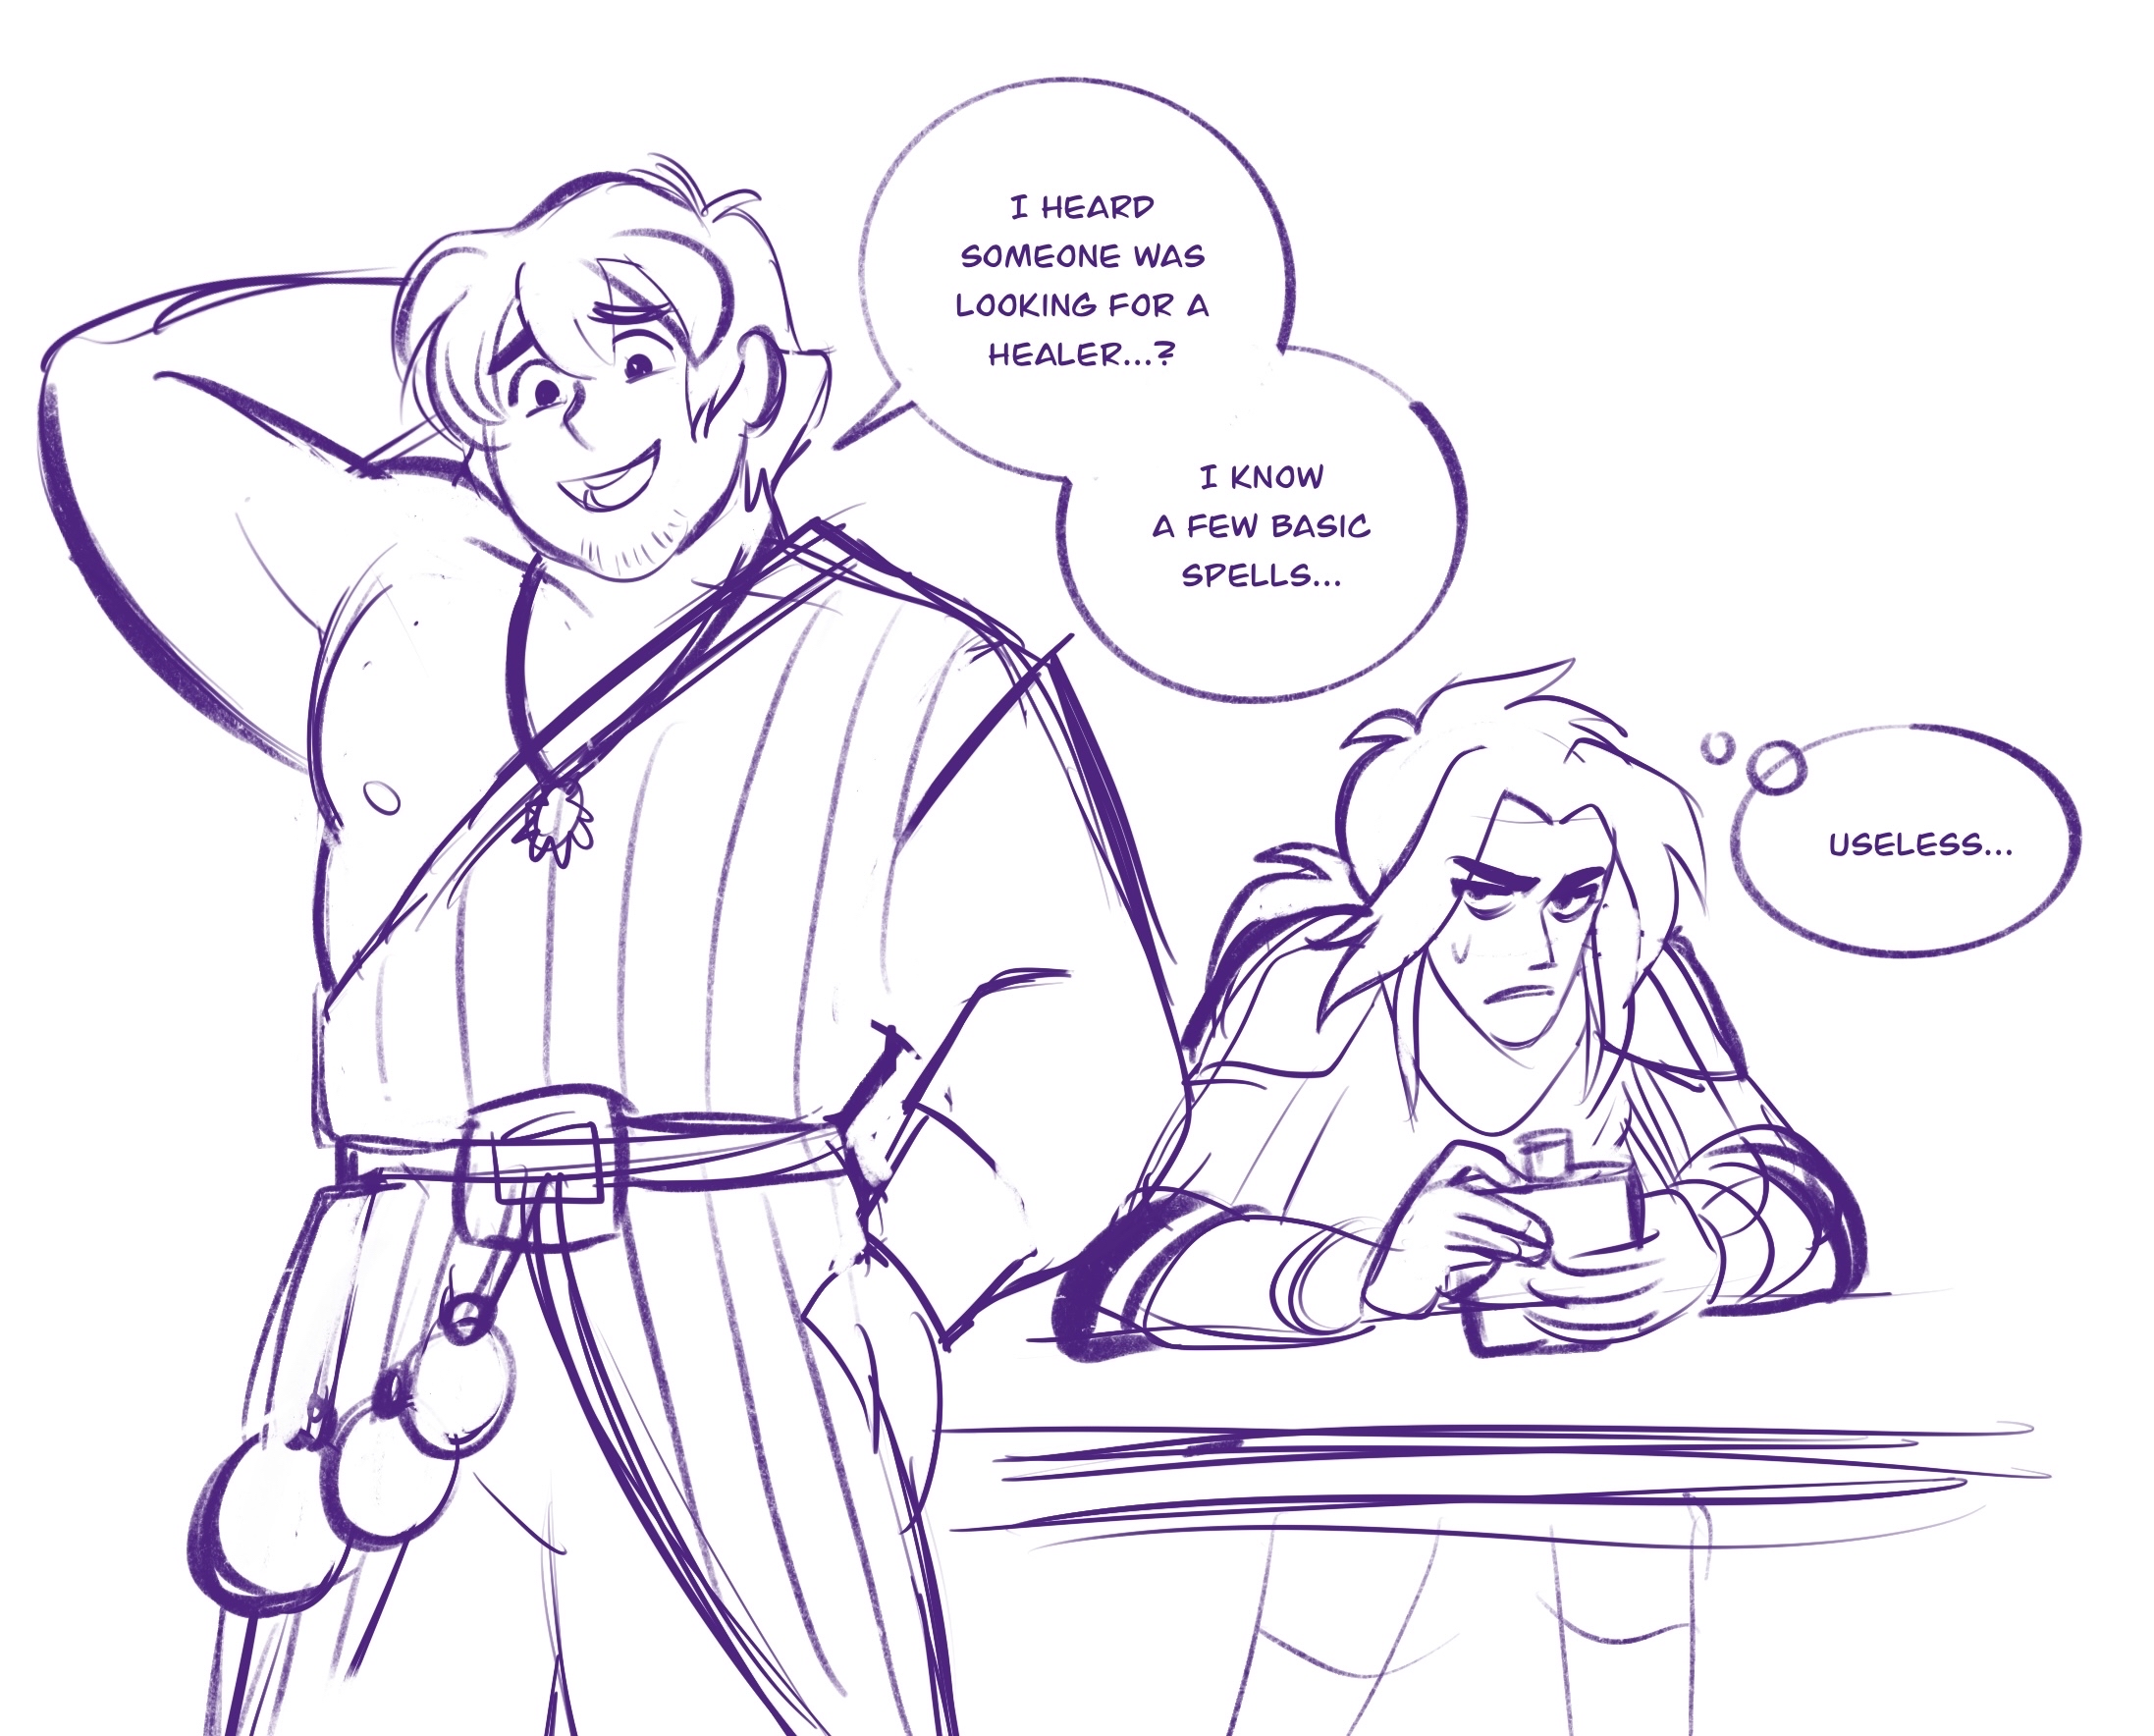 I HEARD
SOMEONE WAS
LOOKING FOR A
HEALER...?
I KNOW
A FEW BASIC
SPELLS...
USELESS...